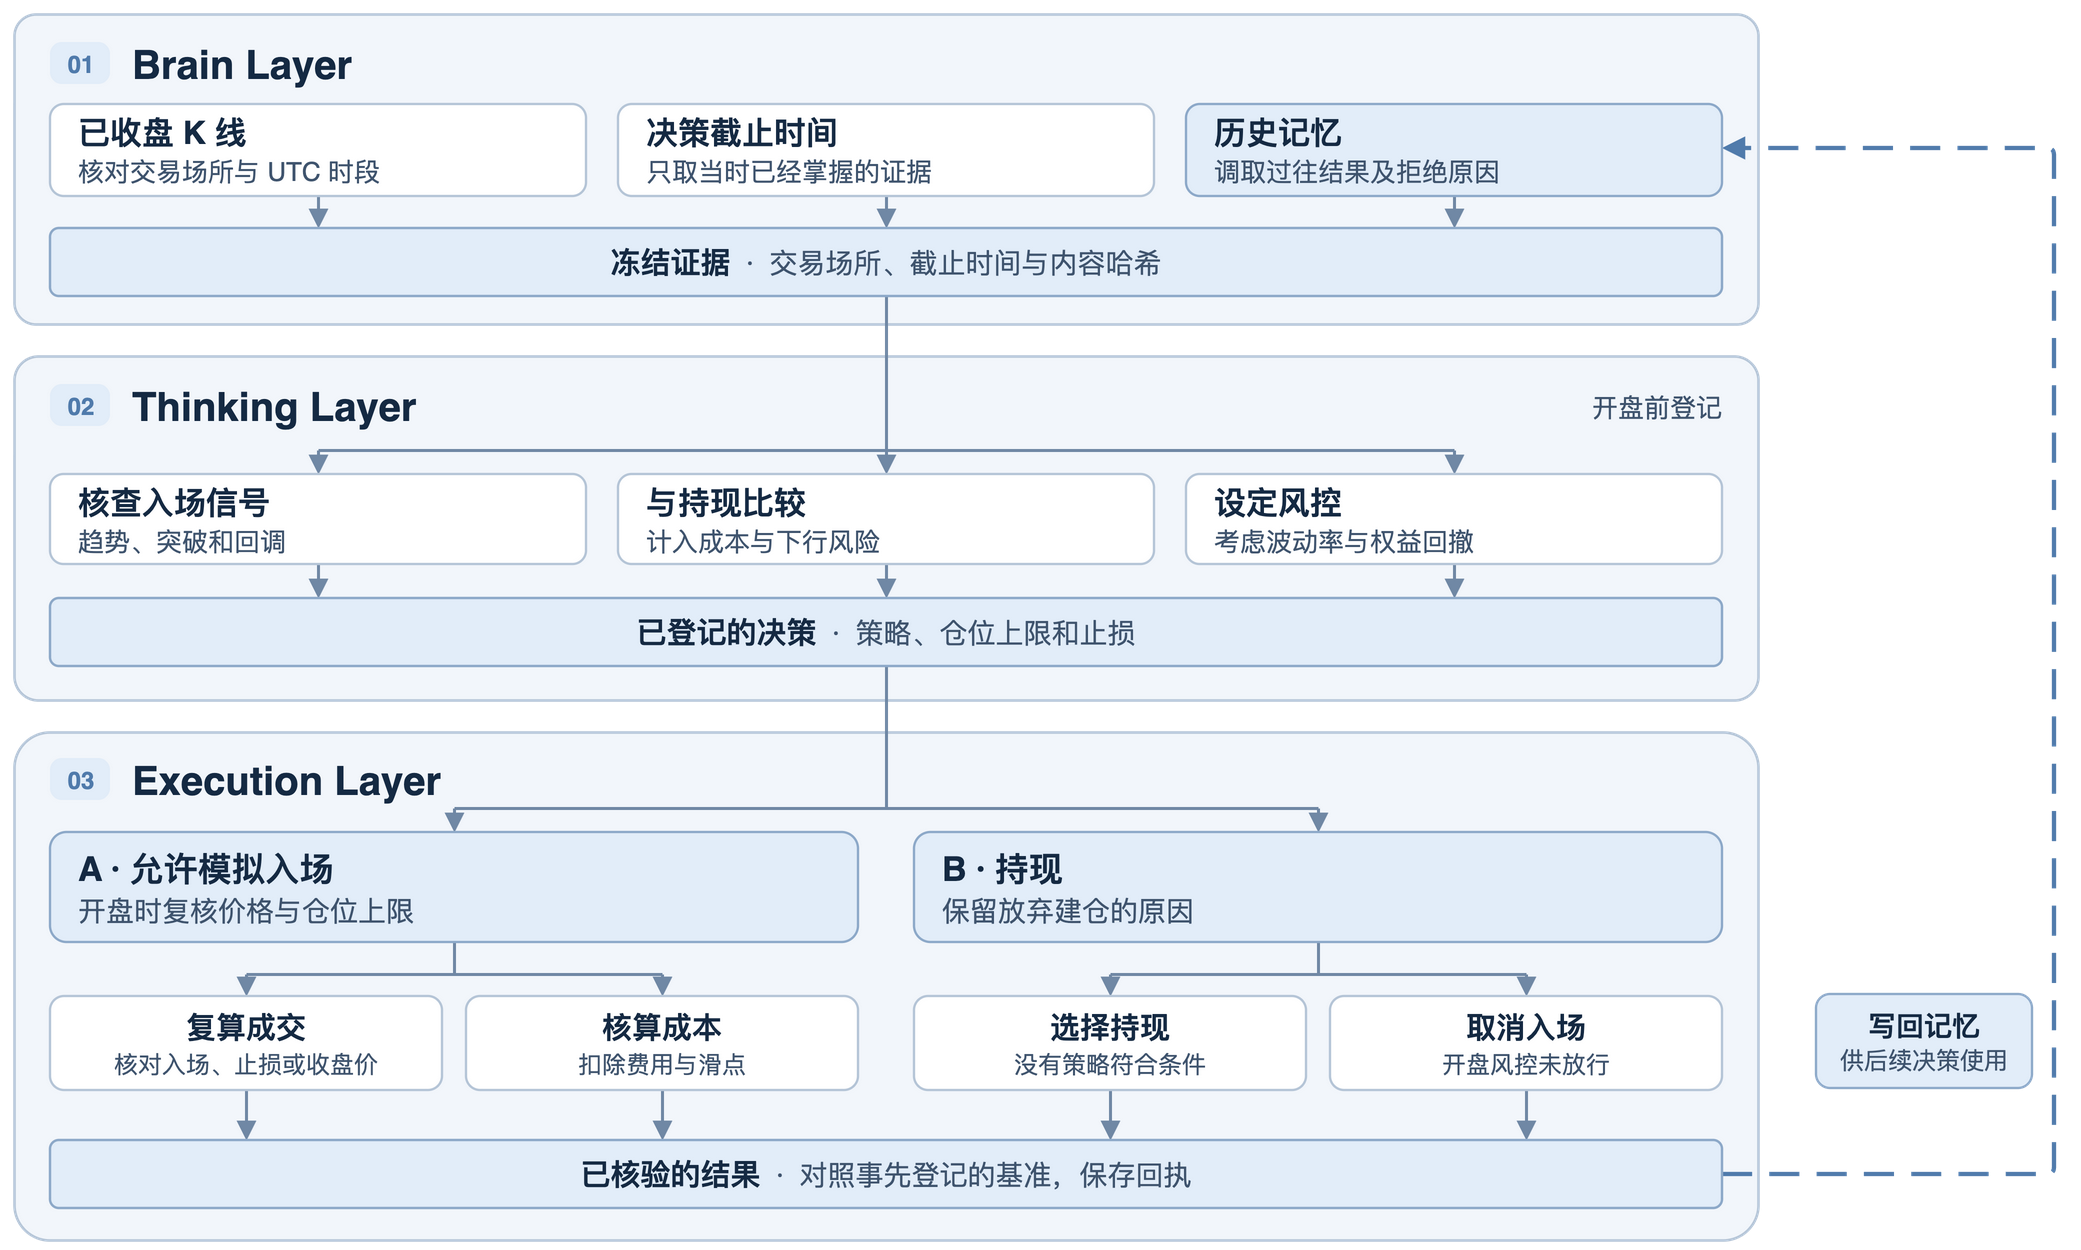 01 Brain Layer
已收盘 K 线
核对交易场所与 UTC 时段
决策截止时间
只取当时已经掌握的证据
历史记忆
调取过往结果及拒绝原因
冻结证据 · 交易场所、截止时间与内容哈希
02 Thinking Layer
开盘前登记
核查入场信号
趋势、突破和回调
与持现比较
计入成本与下行风险
设定风控
考虑波动率与权益回撤
已登记的决策 · 策略、仓位上限和止损
03 Execution Layer
A · 允许模拟入场
开盘时复核价格与仓位上限
B · 持现
保留放弃建仓的原因
复算成交
核对入场、止损或收盘价
核算成本
扣除费用与滑点
选择持现
没有策略符合条件
取消入场
开盘风控未放行
写回记忆
供后续决策使用
已核验的结果 · 对照事先登记的基准，保存回执